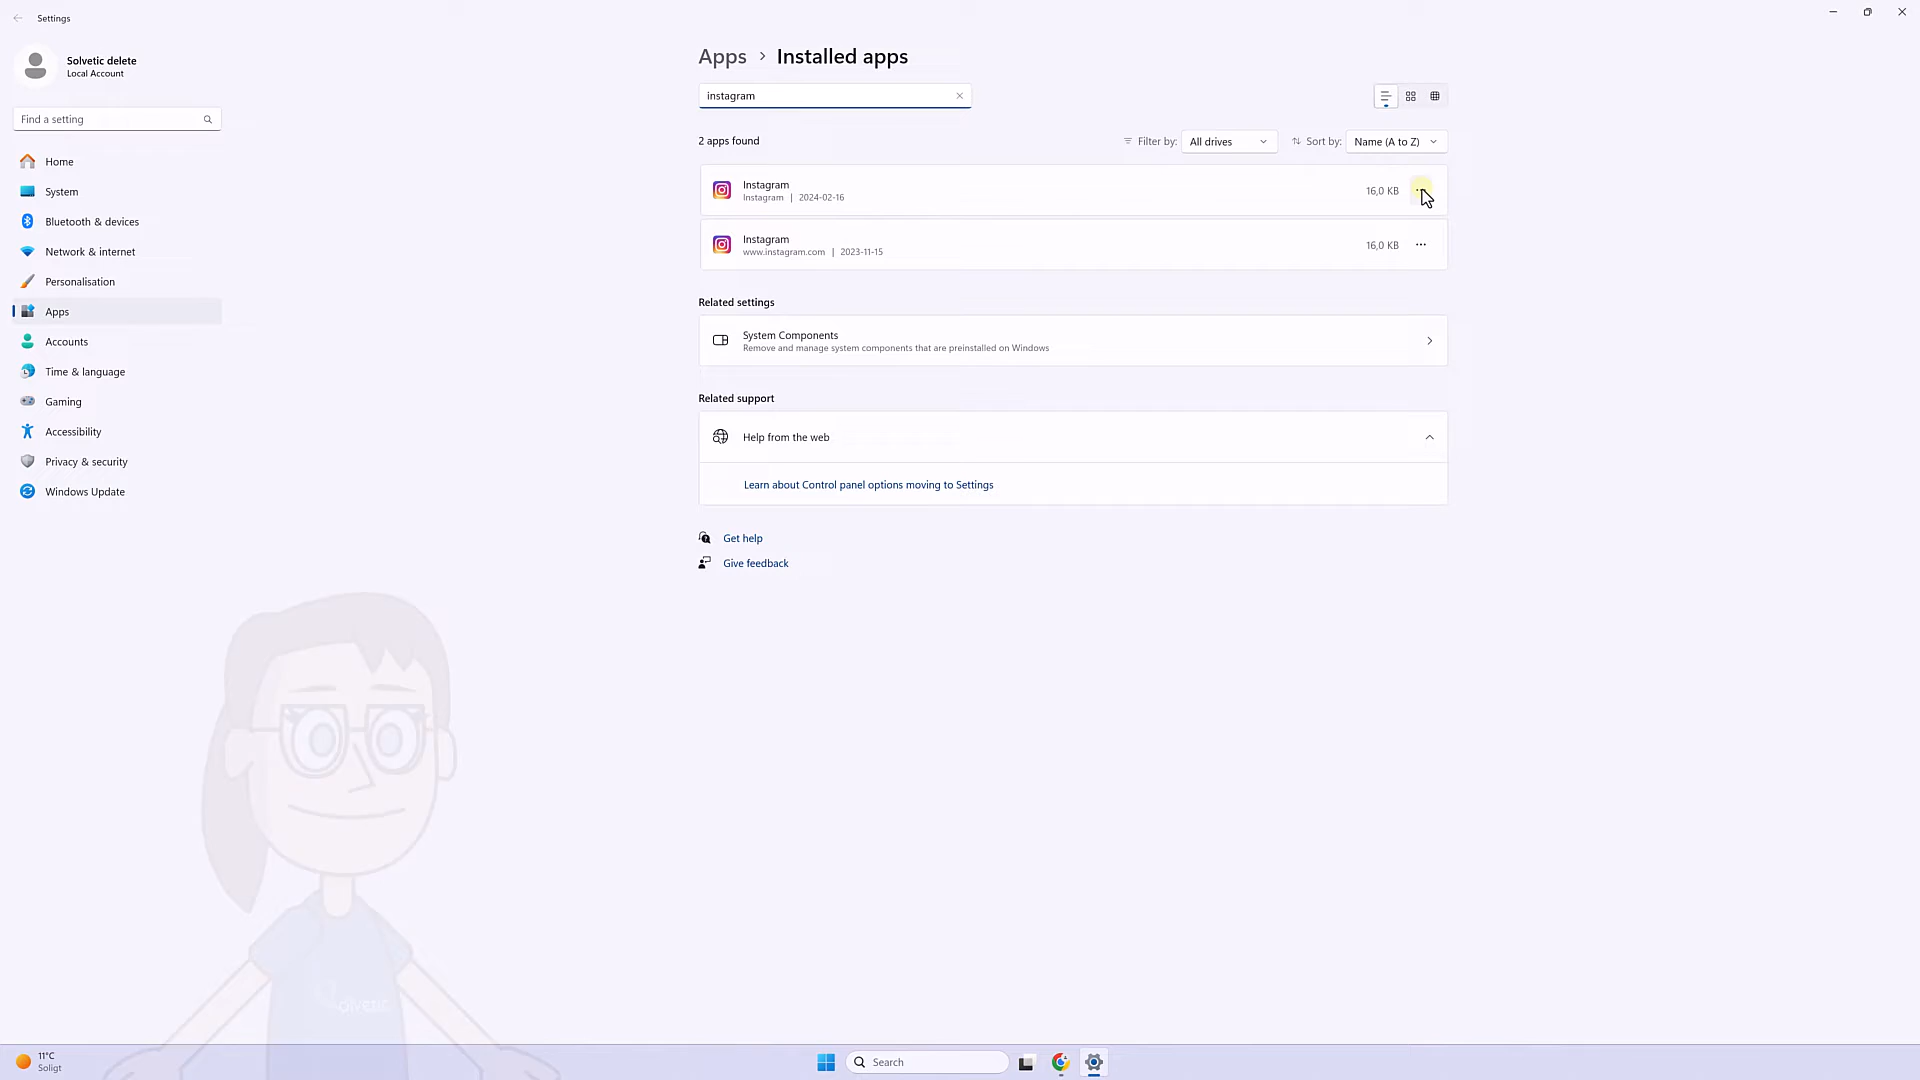 Settings
Solvetic delete
Local Account
Find a setting
Home
System
Bluetooth & devices
Network & internet
Personalisation
Apps
Accounts
Time & language
Gaming
Accessibility
Privacy & security
Windows Update
Apps > Installed apps
instagram
2 apps found
Filter by: All drives
Sort by: Name (A to Z)
Instagram
Instagram | 2024-02-16
16,0 KB
Instagram
www.instagram.com | 2023-11-15
16,0 KB
Related settings
System Components
Remove and manage system components that are preinstalled on Windows
Related support
Help from the web
Learn about Control panel options moving to Settings
Get help
Give feedback
olvetic
11°C
Soligt
Search